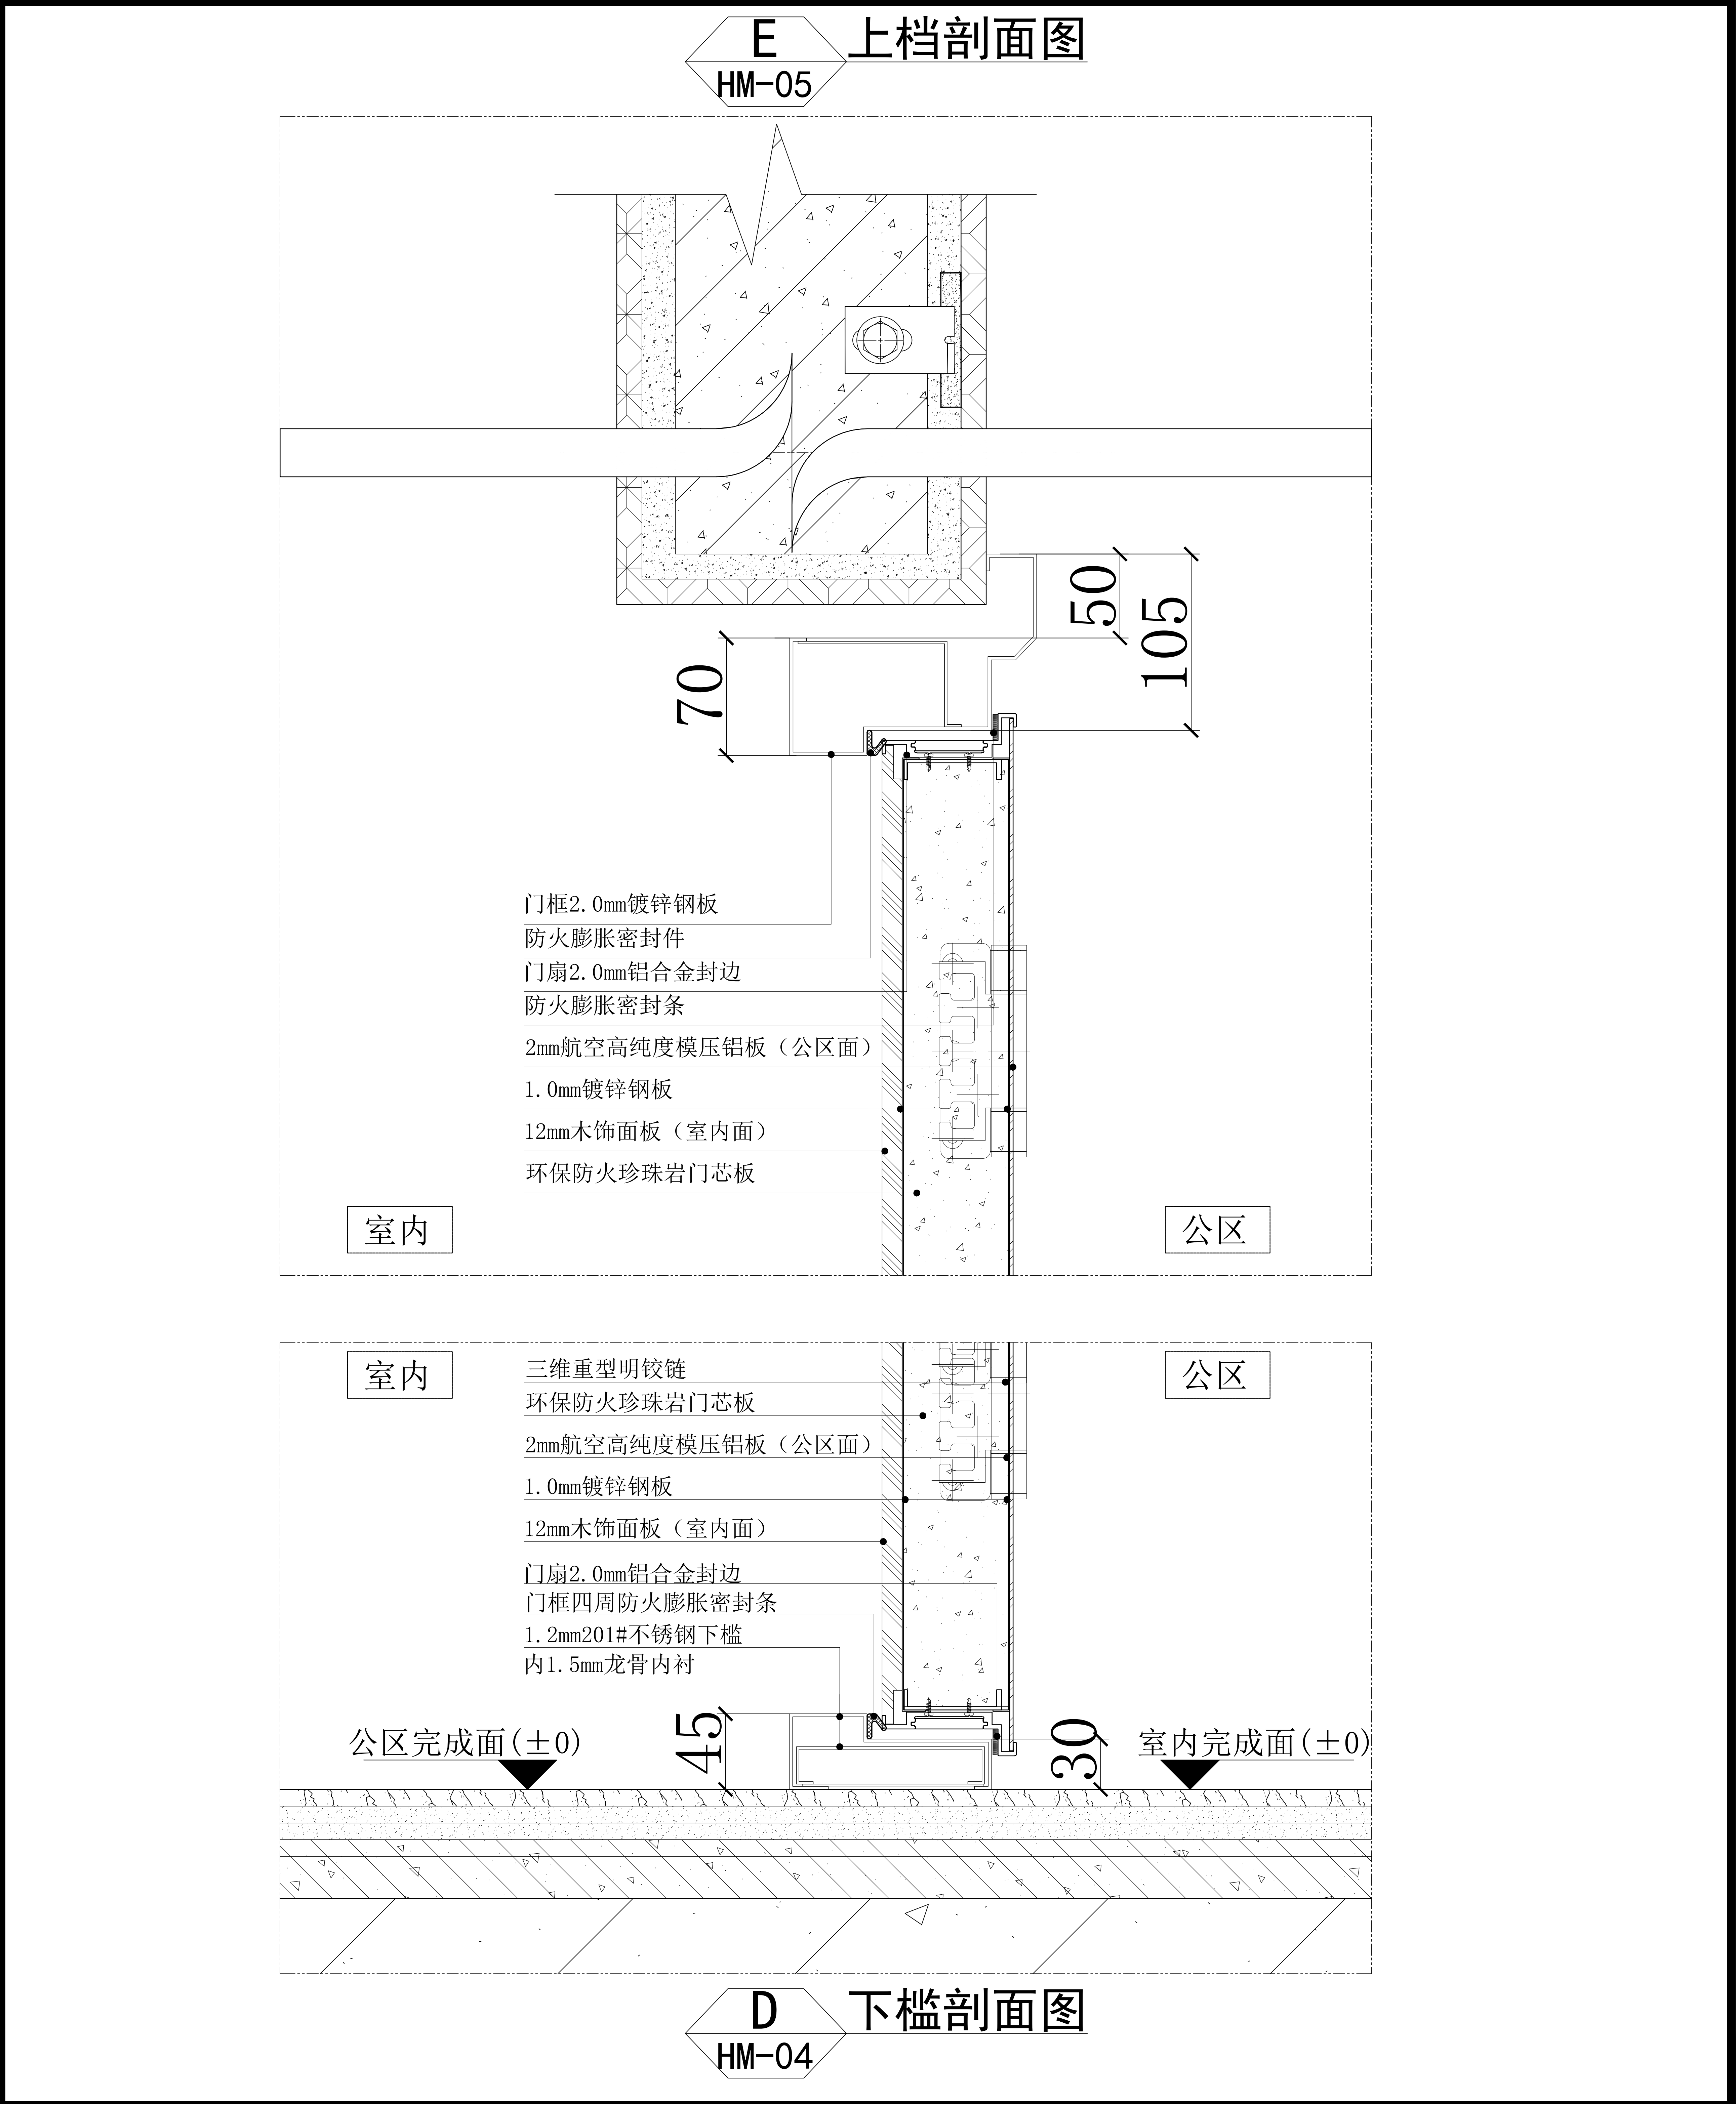 E
上档剖面图
HM-05
50
105
70
门框2.0mm镀锌钢板
防火膨胀密封件
门扇2.0mm铝合金封边
防火膨胀密封条
2mm航空高纯度模压铝板（公区面）
1.0mm镀锌钢板
12mm木饰面板（室内面）
环保防火珍珠岩门芯板
室内
公区
室内
公区
三维重型明铰链
环保防火珍珠岩门芯板
2mm航空高纯度模压铝板（公区面）
1.0mm镀锌钢板
12mm木饰面板（室内面）
门扇2.0mm铝合金封边
门框四周防火膨胀密封条
1.2mm201#不锈钢下槛
内1.5mm龙骨内衬
45
30
公区完成面(±0)
室内完成面(±0)
D
下槛剖面图
HM-04